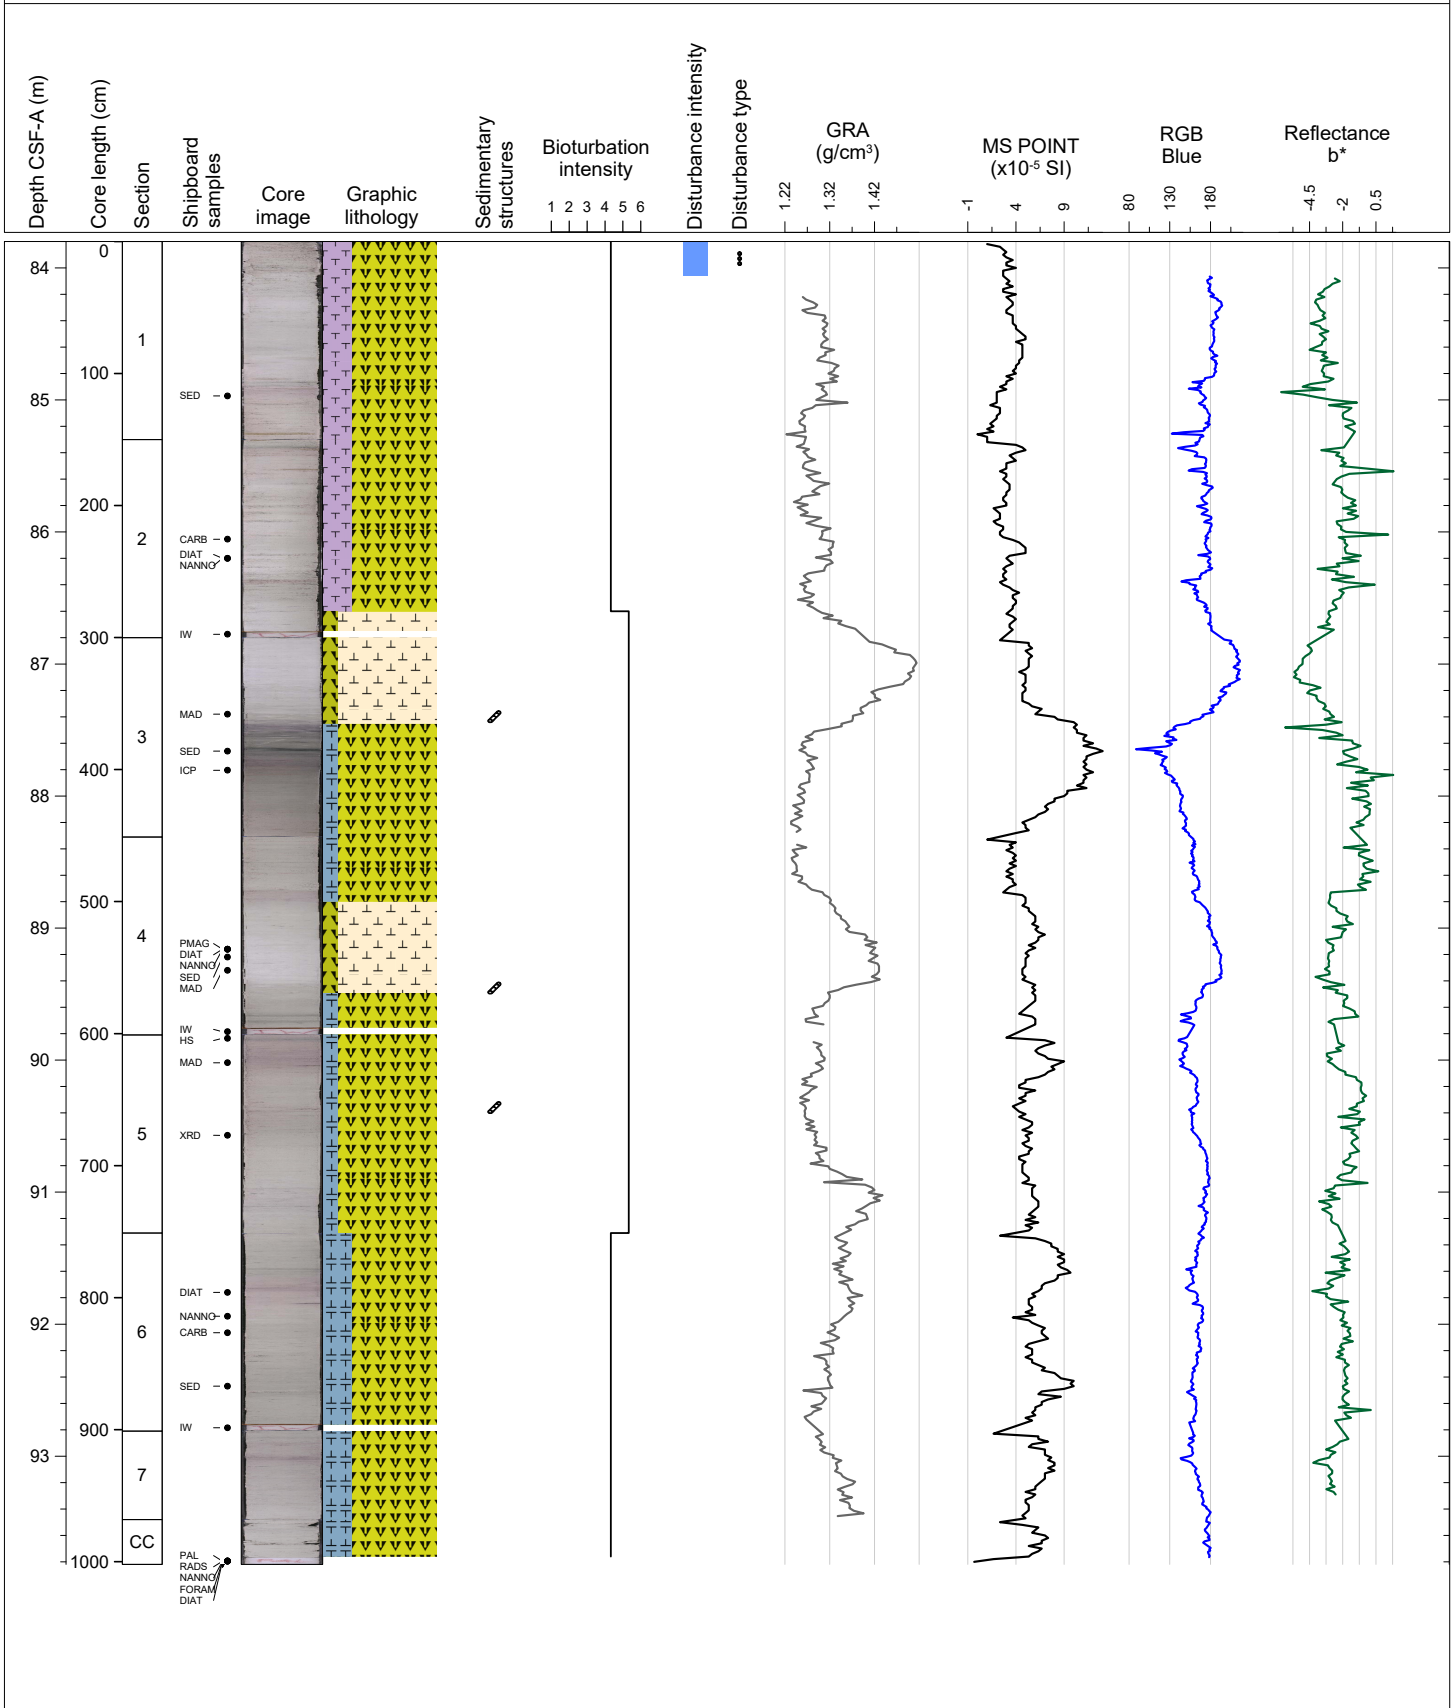 Depth CSF-A (m)
Core length (cm)
Section
Shipboard
samples
Core
image
Graphic
lithology
Sedimentary
structures
Bioturbation
intensity
1 2 3 4 5 6
Disturbance intensity
Disturbance type
GRA
(g/cm³)
1.22 1.32 1.42
MS POINT
(x10⁻⁵ SI)
-1 4 9
RGB
Blue
80 130 180
Reflectance
b*
-4.5 -2 0.5
0
84
1
100
SED
85
200
2
86
CARB
DIAT
NANNO
IW
300
87
MAD
3
SED
ICP
400
88
500
89
4
PMAG
DIAT
NANNO
SED
MAD
IW
600
HS
90
MAD
5
XRD
700
91
DIAT
800
NANNO
92
6
CARB
SED
IW
900
93
7
CC
PAL
1000
RADS
NANNO
FORAM
DIAT